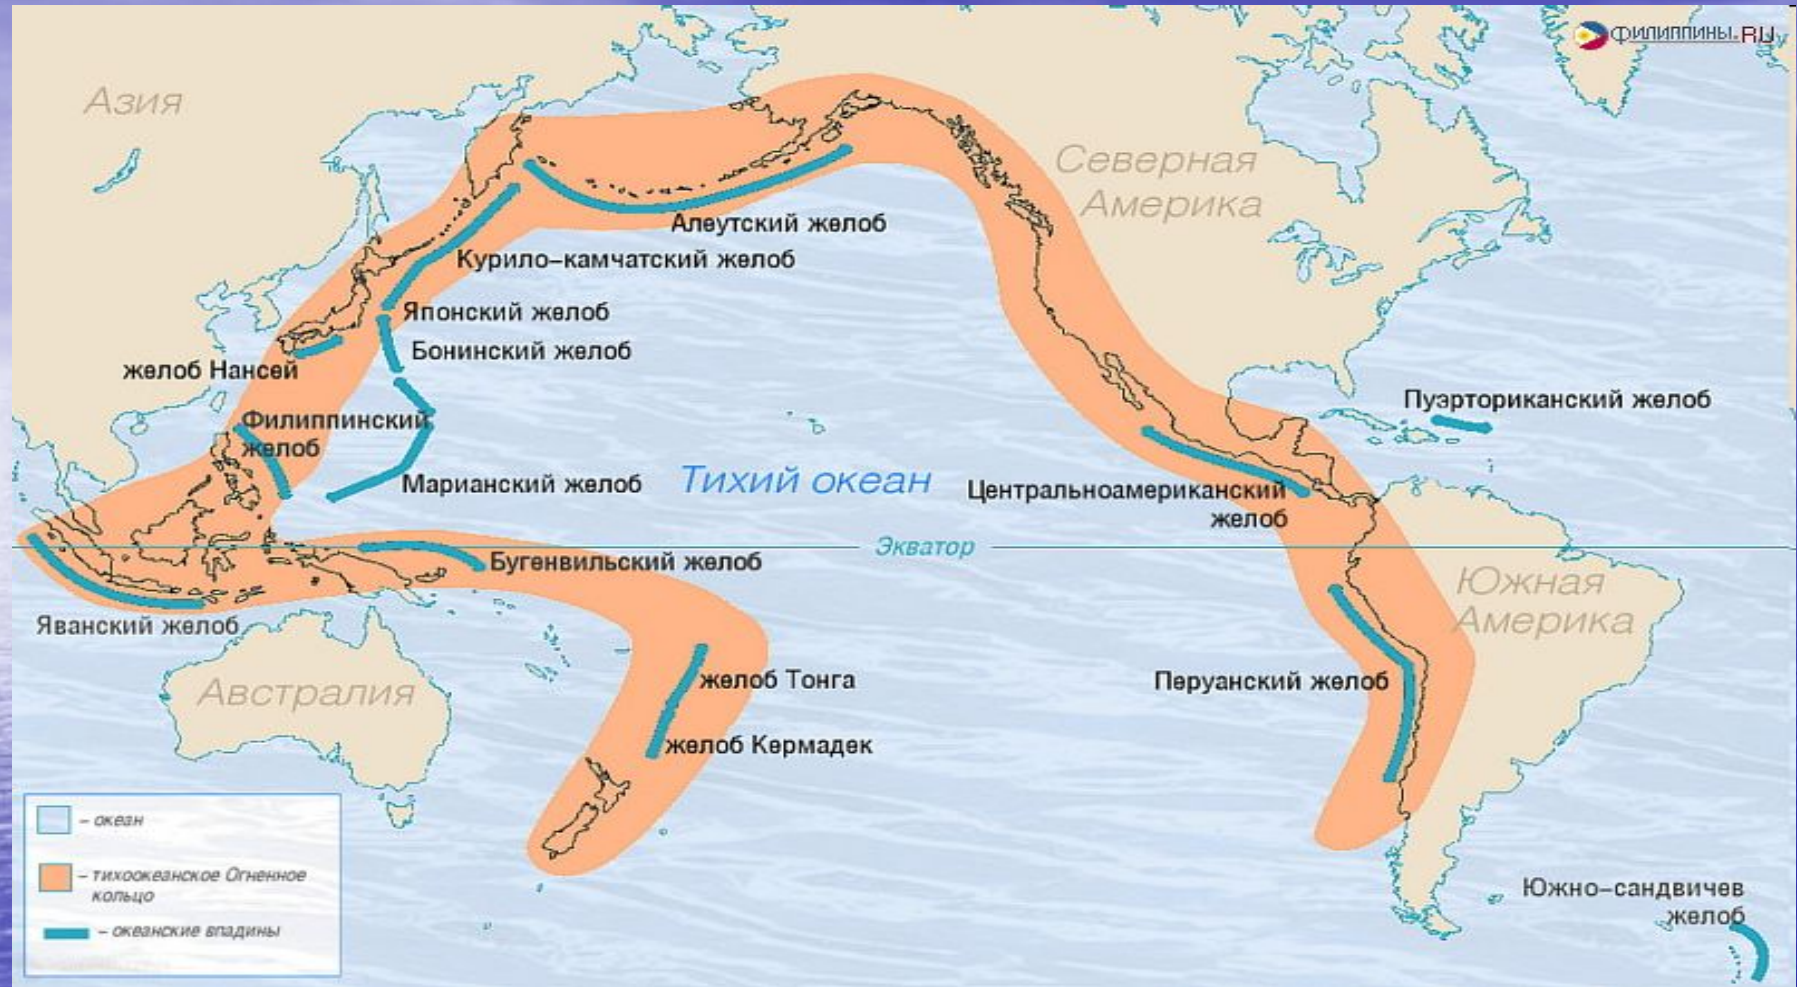 филиппины.RU
Азия
Северная
Америка
Алеутский желоб
Курило-камчатский желоб
Японский желоб
Бонинский желоб
желоб Нансей
Филиппинский
желоб
Пуэрториканский желоб
Марианский желоб
Тихий океан
Центральноамериканский
желоб
Экватор
Бугенвильский желоб
Южная
Америка
Яванский желоб
Австралия
желоб Тонга
Перуанский желоб
желоб Кермадек
- океан
- тихоокеанское Огненное
кольцо
- океанские впадины
Южно-сандвичев
желоб